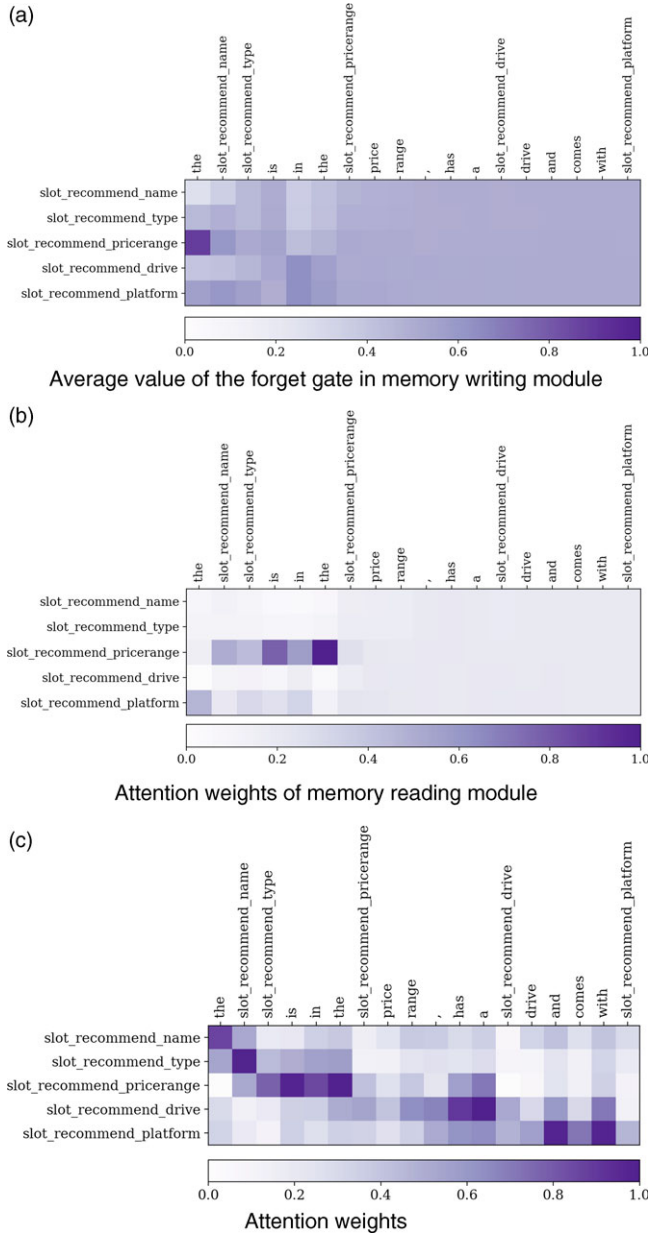 (a)
the slot_recommend_name slot_recommend_type is in the slot_recommend_pricerange price range , has a slot_recommend_drive drive and comes with slot_recommend_platform
slot_recommend_name
slot_recommend_type
slot_recommend_pricerange
slot_recommend_drive
slot_recommend_platform
0.0 0.2 0.4 0.6 0.8 1.0
Average value of the forget gate in memory writing module
(b)
the slot_recommend_name slot_recommend_type is in the slot_recommend_pricerange price range , has a slot_recommend_drive drive and comes with slot_recommend_platform
slot_recommend_name
slot_recommend_type
slot_recommend_pricerange
slot_recommend_drive
slot_recommend_platform
0.0 0.2 0.4 0.6 0.8 1.0
Attention weights of memory reading module
(c)
the slot_recommend_name slot_recommend_type is in the slot_recommend_pricerange price range , has a slot_recommend_drive drive and comes with slot_recommend_platform
slot_recommend_name
slot_recommend_type
slot_recommend_pricerange
slot_recommend_drive
slot_recommend_platform
0.0 0.2 0.4 0.6 0.8 1.0
Attention weights